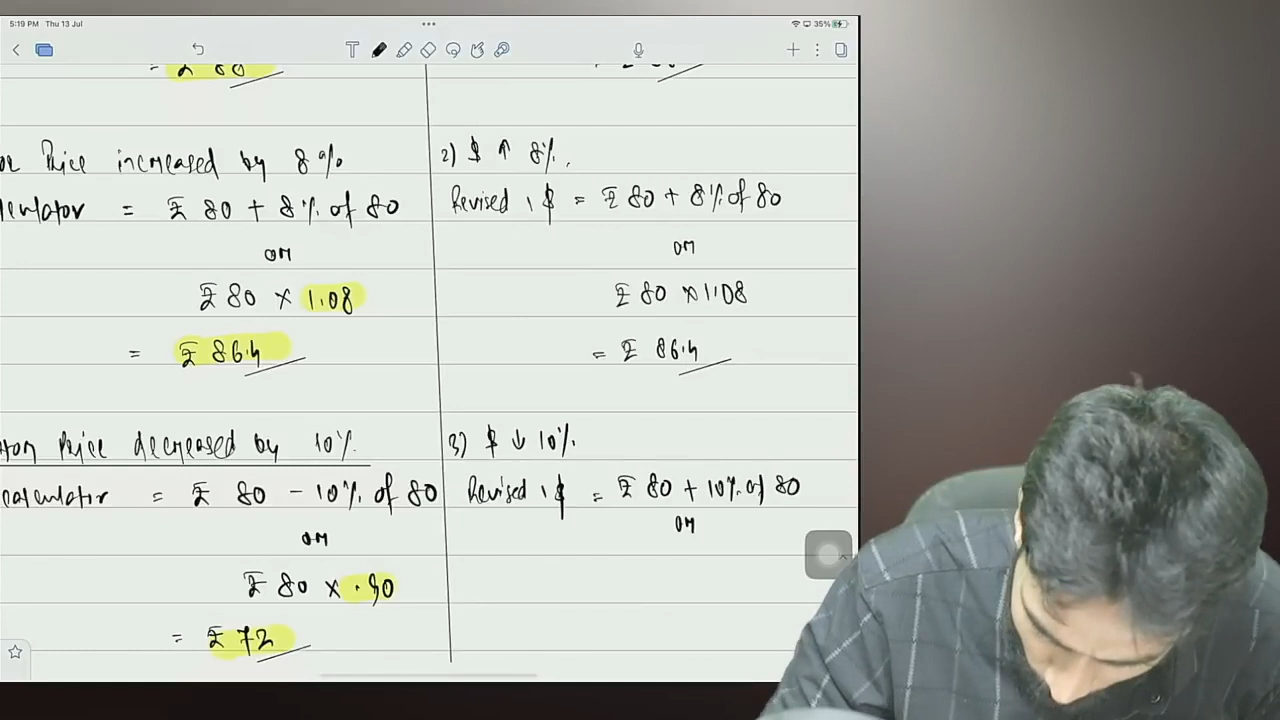 5:19 PM Thu 13 Jul
35%
= ₹ 80
Price increased by 8%
= ₹ 80 + 8% of 80
or
₹ 80 × 1.08
= ₹ 86.4
Price decreased by 10%
calculator = ₹ 80 - 10% of 80
or
₹ 80 × .90
= ₹ 72
2) $ ↑ 8%.
Revised 1 $ = ₹ 80 + 8% of 80
or
₹ 80 × 1.08
= ₹ 86.4
3) $ ↓ 10%.
Revised 1 $ = ₹ 80 + 10% of 80
or